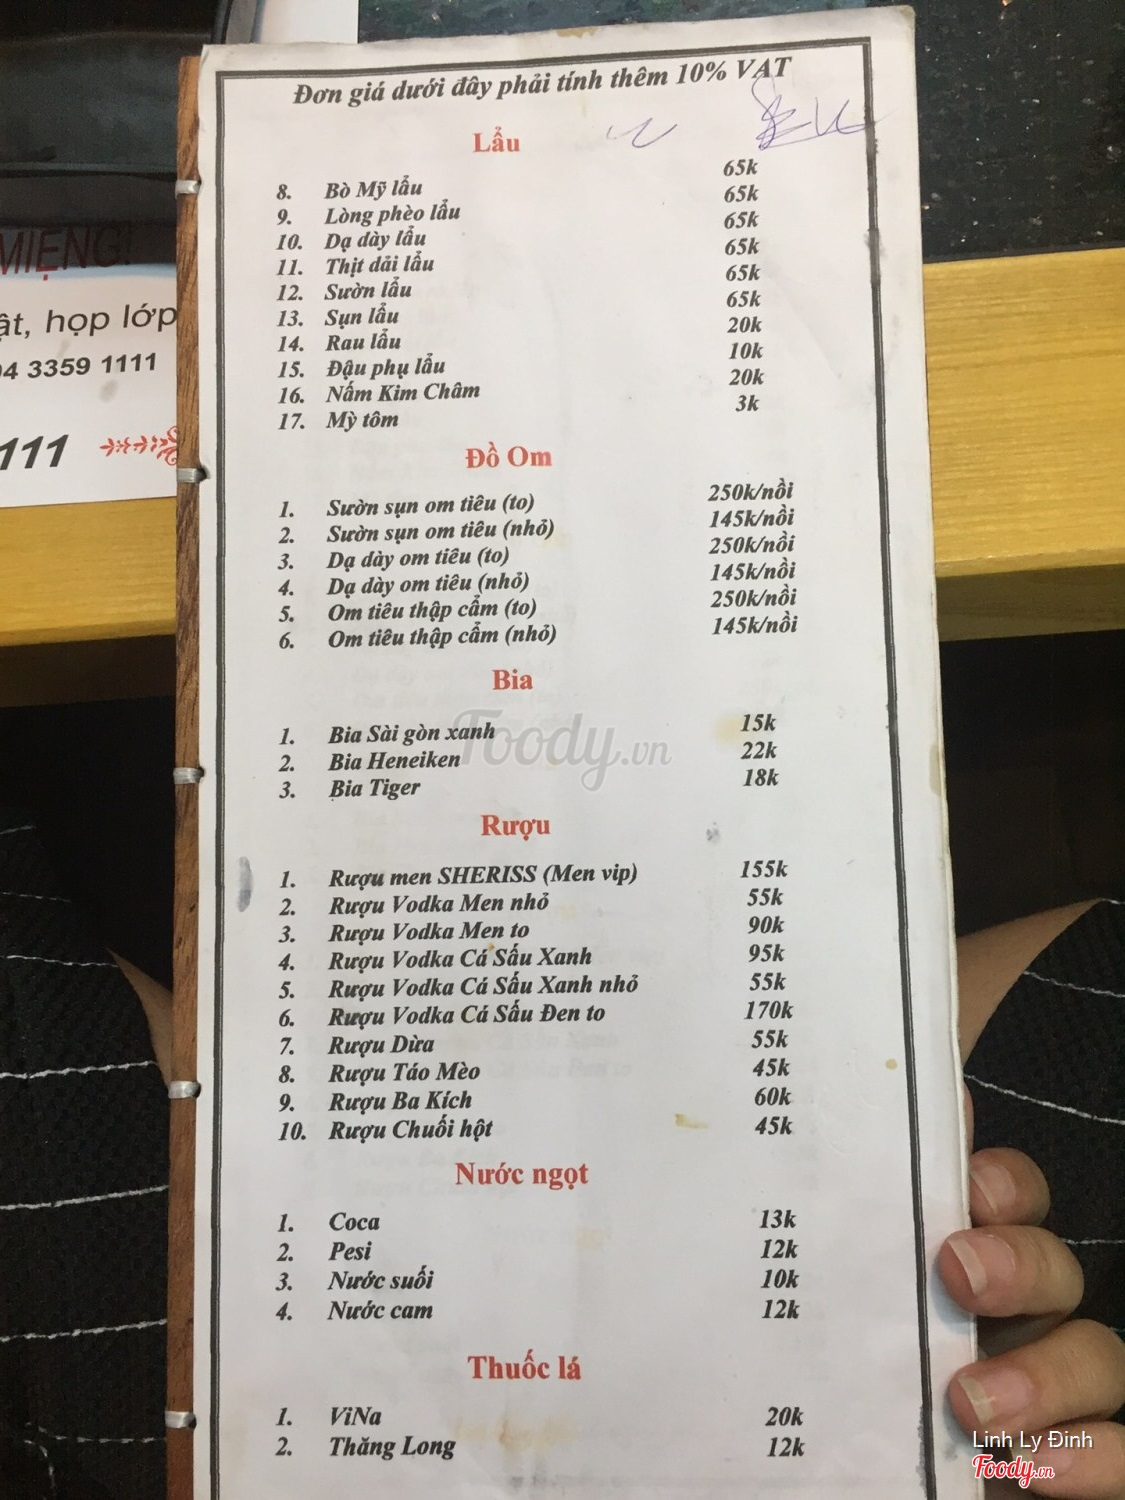 Đơn giá dưới đây phải tính thêm 10% VAT
Lẩu
8. Bò Mỹ lẩu 65k
9. Lòng phèo lẩu 65k
10. Dạ dày lẩu 65k
11. Thịt dải lẩu 65k
12. Sườn lẩu 65k
13. Sụn lẩu 65k
14. Rau lẩu 20k
15. Đậu phụ lẩu 10k
16. Nấm Kim Châm 20k
17. Mỳ tôm 3k
Đồ Om
1. Sườn sụn om tiêu (to) 250k/nồi
2. Sườn sụn om tiêu (nhỏ) 145k/nồi
3. Dạ dày om tiêu (to) 250k/nồi
4. Dạ dày om tiêu (nhỏ) 145k/nồi
5. Om tiêu thập cẩm (to) 250k/nồi
6. Om tiêu thập cẩm (nhỏ) 145k/nồi
Bia
1. Bia Sài gòn xanh 15k
2. Bia Heneiken 22k
3. Bia Tiger 18k
Foody.vn
Rượu
1. Rượu men SHERISS (Men vip) 155k
2. Rượu Vodka Men nhỏ 55k
3. Rượu Vodka Men to 90k
4. Rượu Vodka Cá Sấu Xanh 95k
5. Rượu Vodka Cá Sấu Xanh nhỏ 55k
6. Rượu Vodka Cá Sấu Đen to 170k
7. Rượu Dừa 55k
8. Rượu Táo Mèo 45k
9. Rượu Ba Kích 60k
10. Rượu Chuối hột 45k
Nước ngọt
1. Coca 13k
2. Pesi 12k
3. Nước suối 10k
4. Nước cam 12k
Thuốc lá
1. ViNa 20k
2. Thăng Long 12k
MIỆNG!
ật, họp lớp
04 3359 1111
111
Linh Ly Đinh
Foody.vn